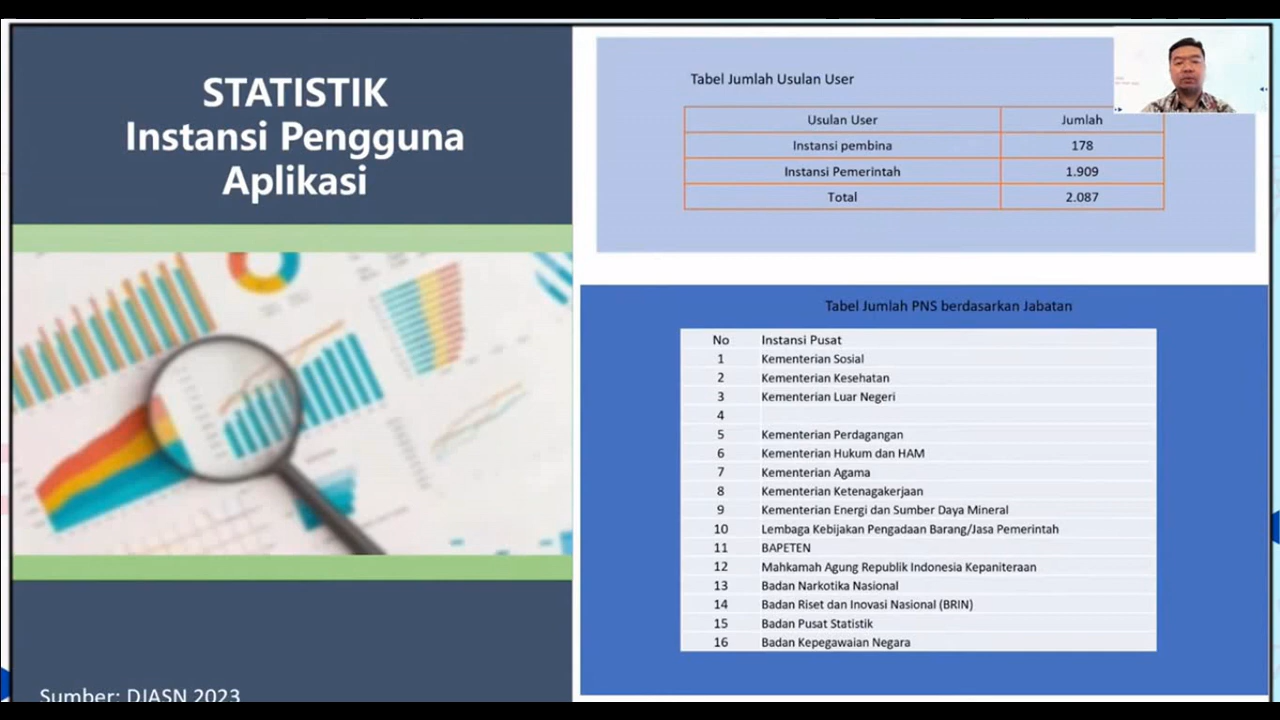 STATISTIK
Instansi Pengguna
Aplikasi
Sumber: DJASN 2023
Tabel Jumlah Usulan User
Usulan User Jumlah
Instansi pembina 178
Instansi Pemerintah 1.909
Total 2.087
Tabel Jumlah PNS berdasarkan Jabatan
No Instansi Pusat
1 Kementerian Sosial
2 Kementerian Kesehatan
3 Kementerian Luar Negeri
4
5 Kementerian Perdagangan
6 Kementerian Hukum dan HAM
7 Kementerian Agama
8 Kementerian Ketenagakerjaan
9 Kementerian Energi dan Sumber Daya Mineral
10 Lembaga Kebijakan Pengadaan Barang/Jasa Pemerintah
11 BAPETEN
12 Mahkamah Agung Republik Indonesia Kepaniteraan
13 Badan Narkotika Nasional
14 Badan Riset dan Inovasi Nasional (BRIN)
15 Badan Pusat Statistik
16 Badan Kepegawaian Negara